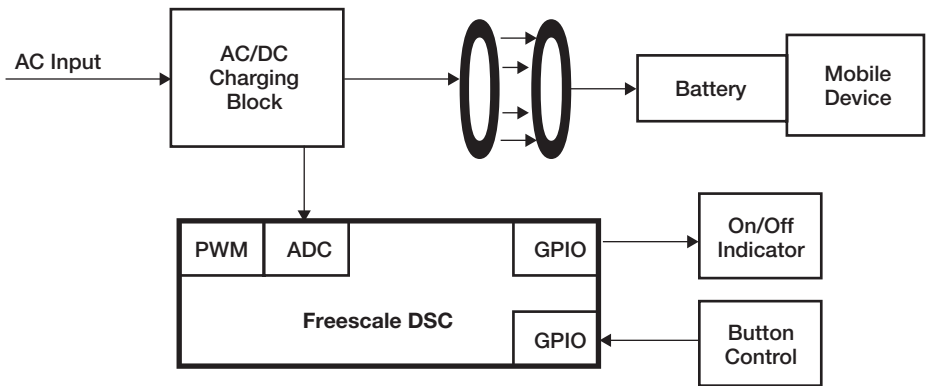 AC Input
AC/DC
Charging
Block
Battery
Mobile
Device
PWM
ADC
GPIO
On/Off
Indicator
Freescale DSC
GPIO
Button
Control